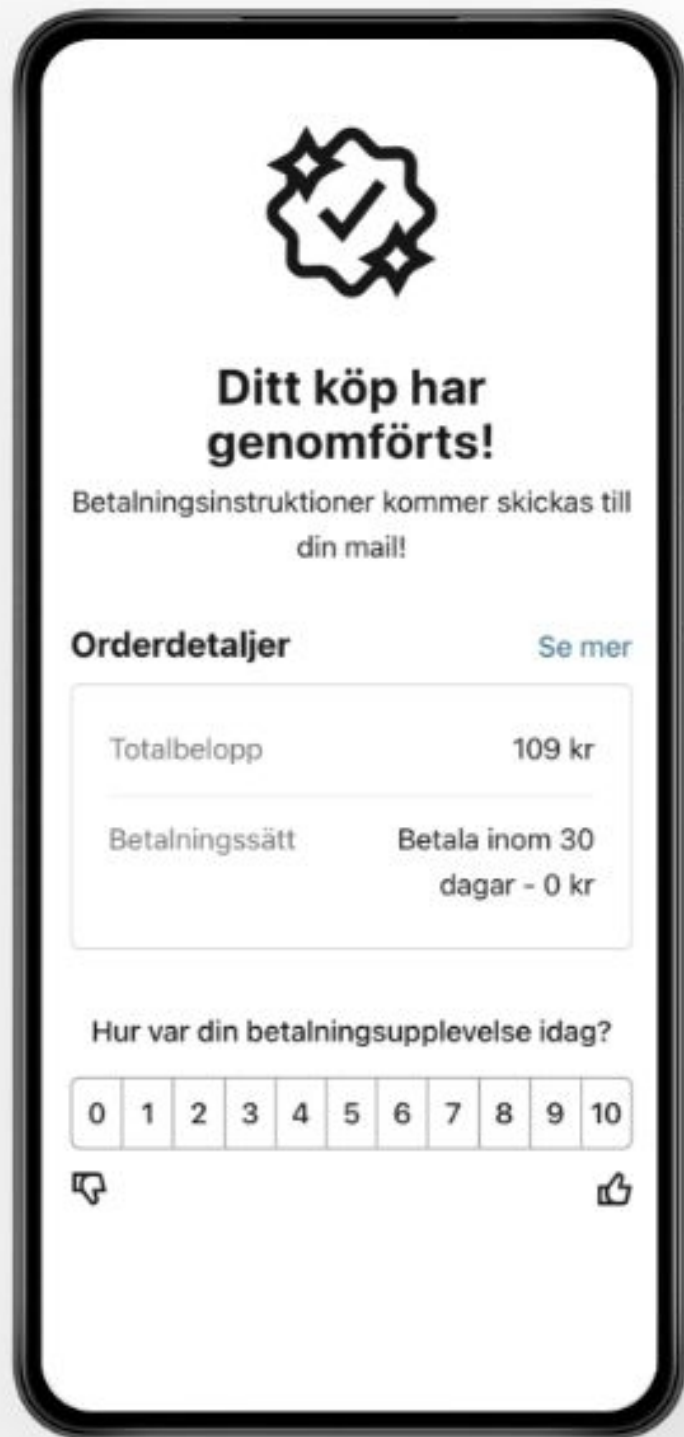 Ditt köp har
genomförts!
Betalningsinstruktioner kommer skickas till
din mail!
Orderdetaljer Se mer
Totalbelopp 109 kr
Betalningssätt Betala inom 30
dagar - 0 kr
Hur var din betalningsupplevelse idag?
0 1 2 3 4 5 6 7 8 9 10